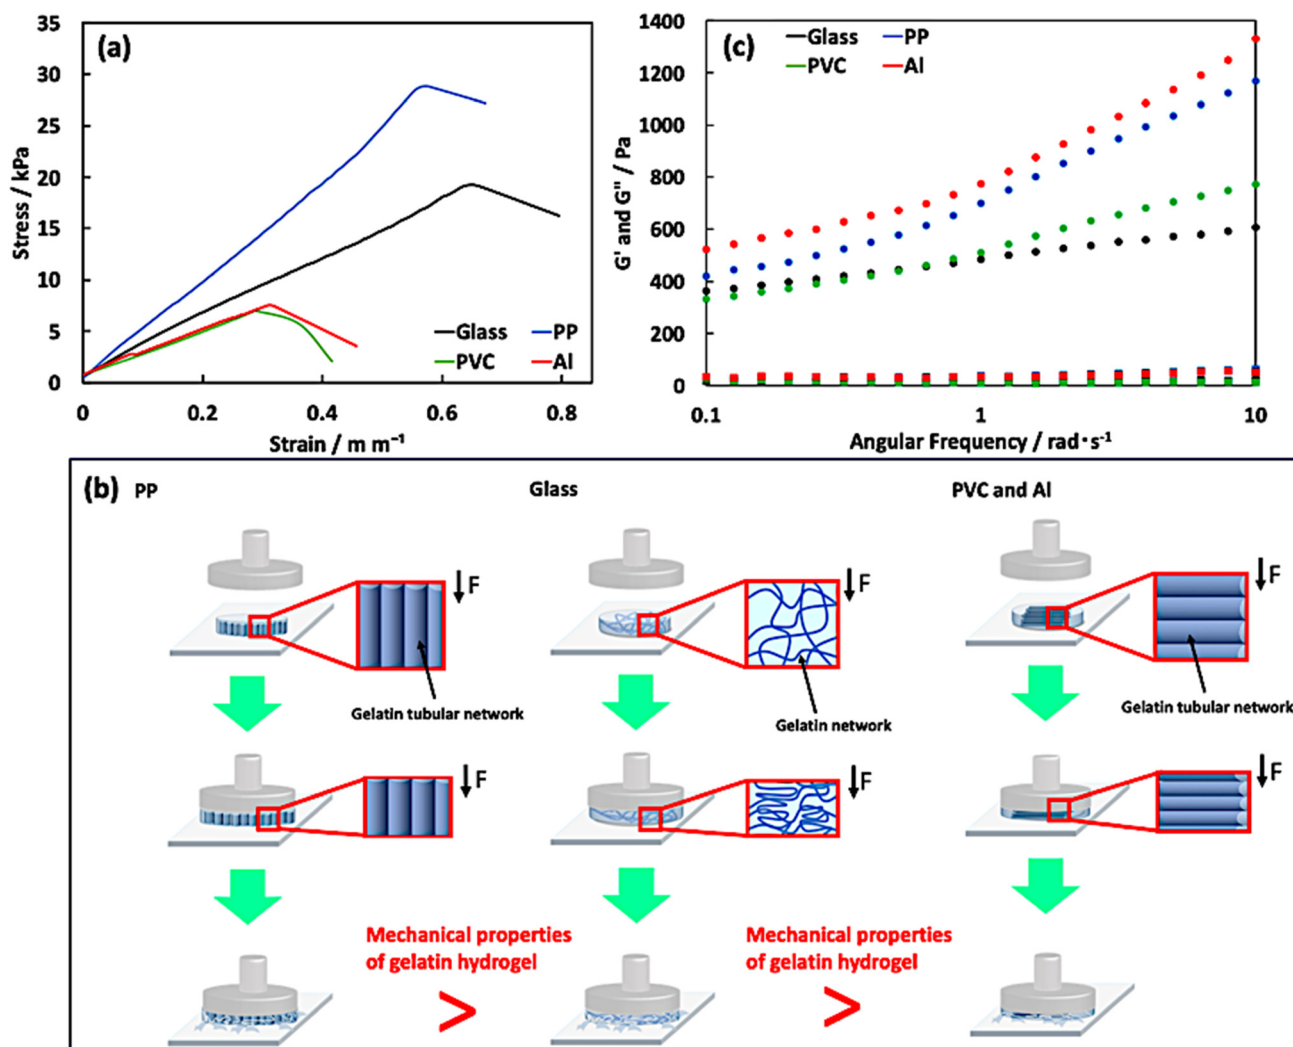 (a)
35
30
25
20
15
10
5
0
Stress / kPa
Glass PP
PVC Al
0 0.2 0.4 0.6 0.8
Strain / m m⁻¹
(c)
1400
1200
1000
800
600
400
200
0
G' and G" / Pa
Glass PP
PVC Al
0.1 1 10
Angular Frequency / rad・s⁻¹
(b) PP
Glass
PVC and Al
F
F
F
Gelatin tubular network
Gelatin network
Gelatin tubular network
F
F
F
Mechanical properties
of gelatin hydrogel
>
Mechanical properties
of gelatin hydrogel
>